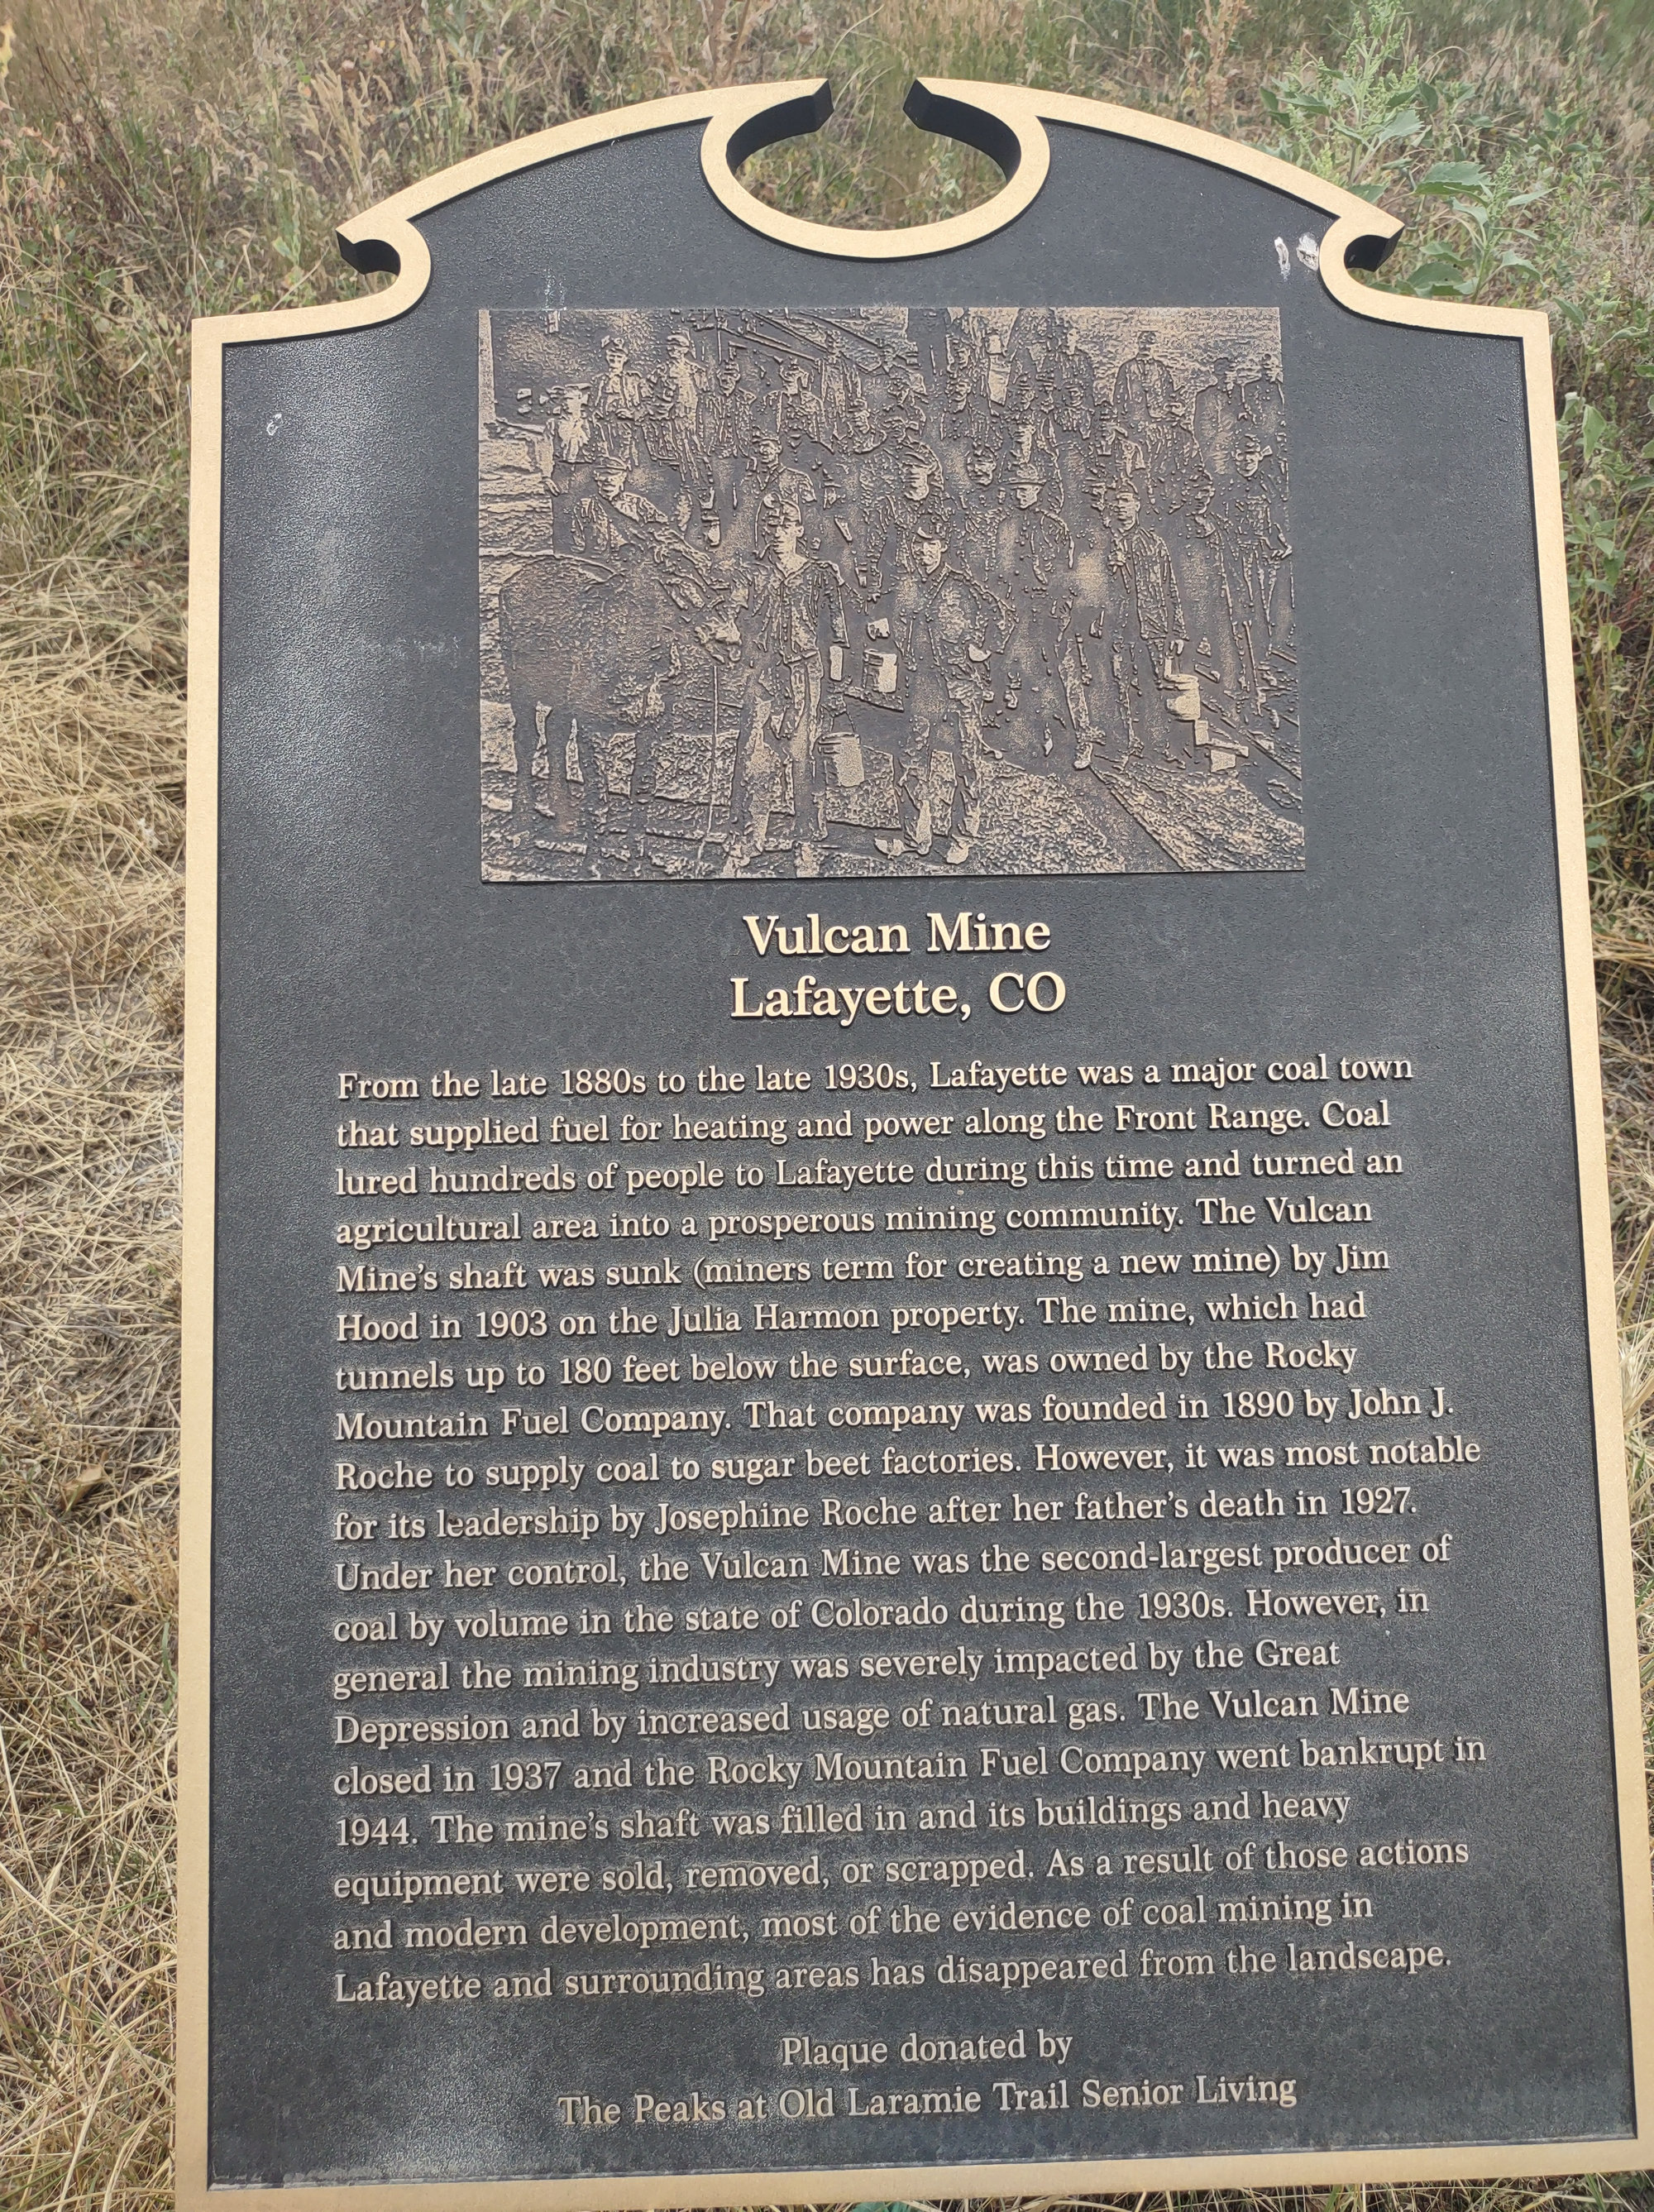 Vulcan Mine
Lafayette, CO
From the late 1880s to the late 1930s, Lafayette was a major coal town
that supplied fuel for heating and power along the Front Range. Coal
lured hundreds of people to Lafayette during this time and turned an
agricultural area into a prosperous mining community. The Vulcan
Mine's shaft was sunk (miners term for creating a new mine) by Jim
Hood in 1903 on the Julia Harmon property. The mine, which had
tunnels up to 180 feet below the surface, was owned by the Rocky
Mountain Fuel Company. That company was founded in 1890 by John J.
Roche to supply coal to sugar beet factories. However, it was most notable
for its leadership by Josephine Roche after her father's death in 1927.
Under her control, the Vulcan Mine was the second-largest producer of
coal by volume in the state of Colorado during the 1930s. However, in
general the mining industry was severely impacted by the Great
Depression and by increased usage of natural gas. The Vulcan Mine
closed in 1937 and the Rocky Mountain Fuel Company went bankrupt in
1944. The mine's shaft was filled in and its buildings and heavy
equipment were sold, removed, or scrapped. As a result of those actions
and modern development, most of the evidence of coal mining in
Lafayette and surrounding areas has disappeared from the landscape.
Plaque donated by
The Peaks at Old Laramie Trail Senior Living